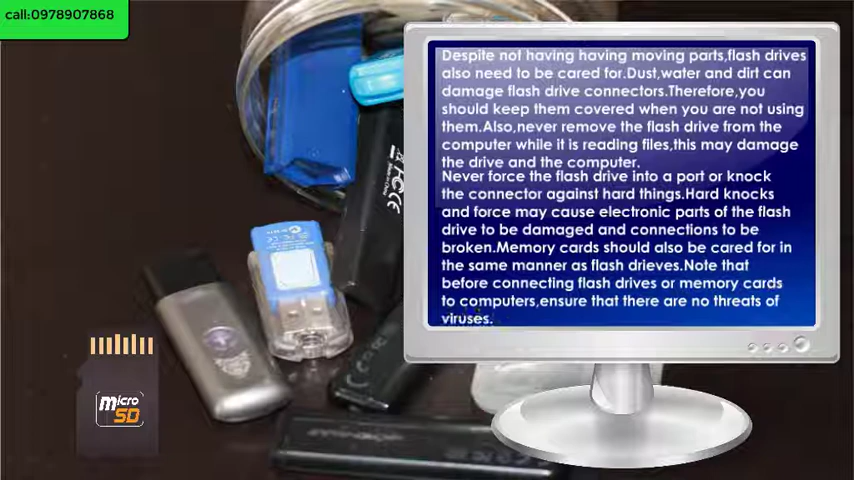 call:0978907868
Despite not having having moving parts,flash drives
also need to be cared for.Dust,water and dirt can
damage flash drive connectors.Therefore,you
should keep them covered when you are not using
them.Also,never remove the flash drive from the
computer while it is reading files,this may damage
the drive and the computer.
Never force the flash drive into a port or knock
the connector against hard things.Hard knocks
and force may cause electronic parts of the flash
drive to be damaged and connections to be
broken.Memory cards should also be cared for in
the same manner as flash drieves.Note that
before connecting flash drives or memory cards
to computers,ensure that there are no threats of
viruses.
micro
SD